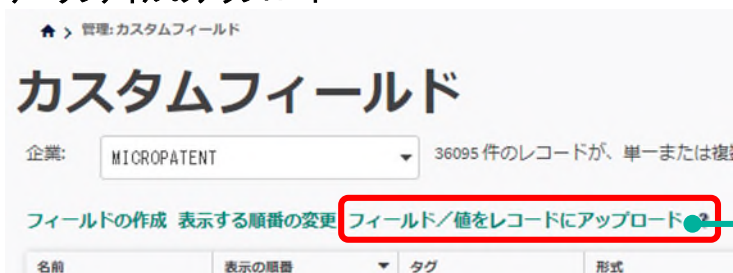 管理: カスタムフィールド
カスタムフィールド
企業: MICROPATENT 36095 件のレコードが、単一または複
フィールドの作成 表示する順番の変更 フィールド/値をレコードにアップロード ?
名前 表示の順番 タグ 形式